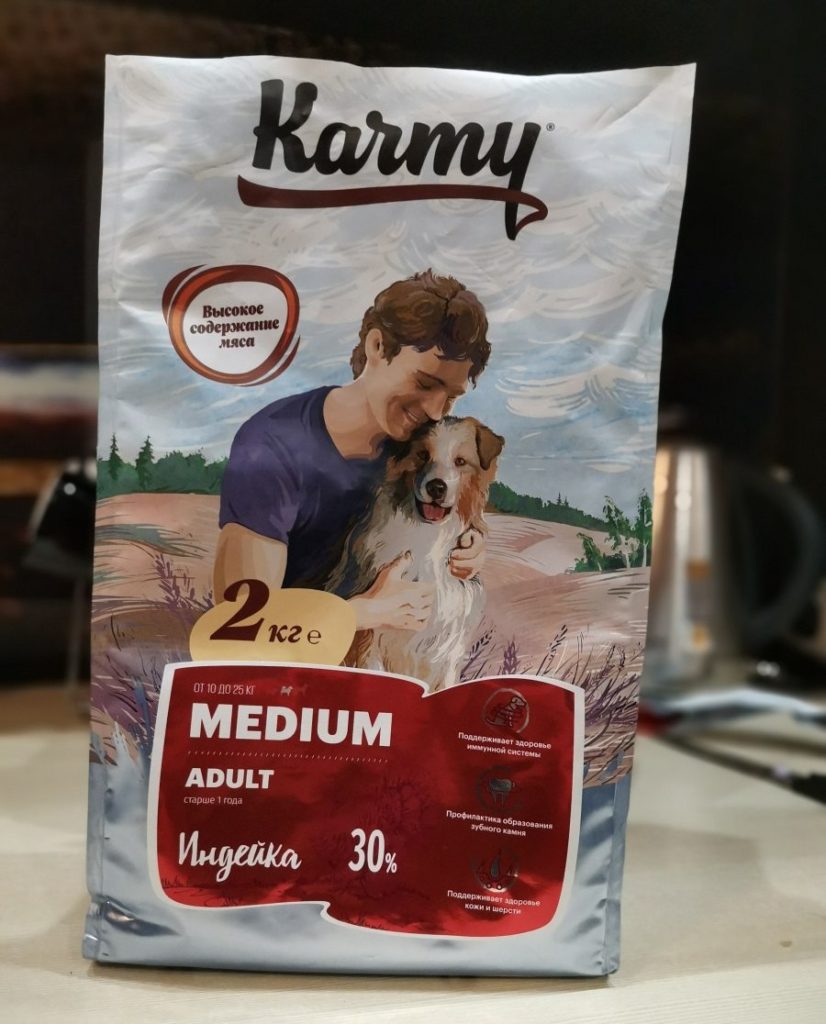 Karmy®
Высокое
содержание
мяса
2 кг e
ОТ 10 ДО 25 КГ
MEDIUM
ADULT
старше 1 года
Индейка 30%
Поддерживает здоровье
иммунной системы
Профилактика образования
зубного камня
Поддерживает здоровье
кожи и шерсти